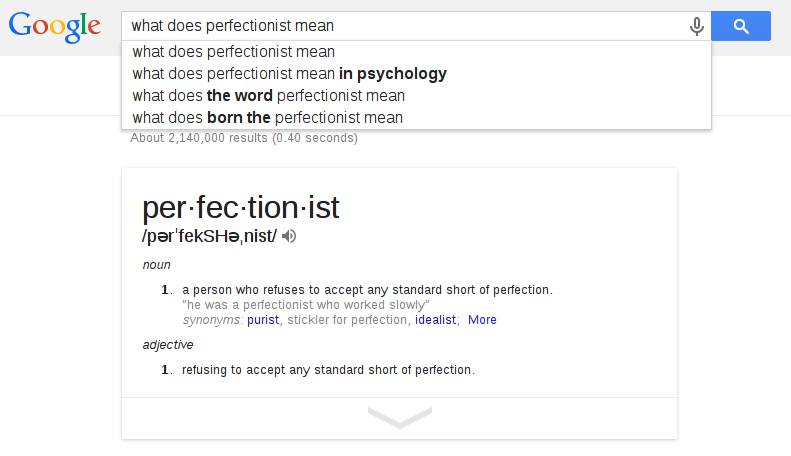 Google
what does perfectionist mean
what does perfectionist mean
what does perfectionist mean in psychology
what does the word perfectionist mean
what does born the perfectionist mean
About 2,140,000 results (0.40 seconds)
per·fec·tion·ist
/pərˈfekSHəˌnist/
noun
1. a person who refuses to accept any standard short of perfection.
"he was a perfectionist who worked slowly"
synonyms: purist, stickler for perfection, idealist; More
adjective
1. refusing to accept any standard short of perfection.